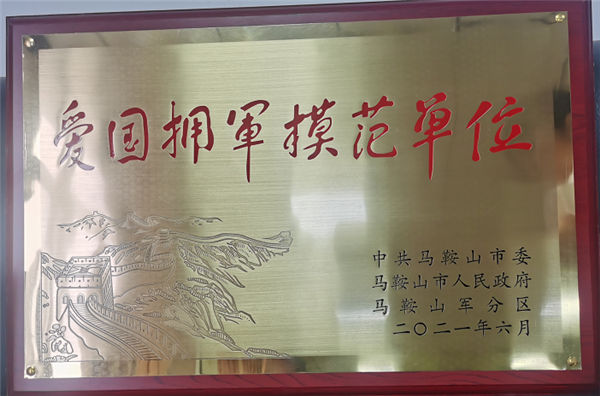 爱国拥軍模范单位
中共马鞍山市委
马鞍山市人民政府
马鞍山军分区
二〇二一年六月